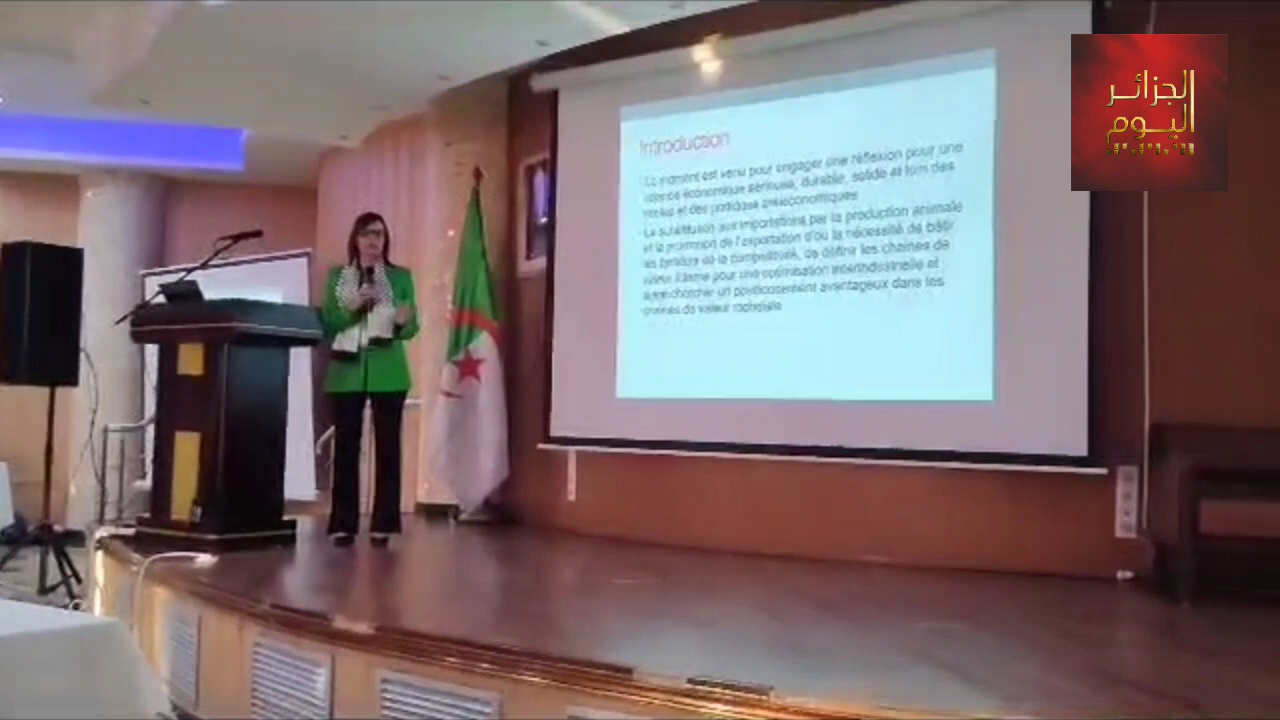 الجزائر
اليوم
Introduction
Le moment est venu pour engager une réflexion pour une
économique sérieuse, durable, solide et loin des
et des politiques
La substitution aux importations par la production animale
et la promotion de l'exportation d'où la nécessité de bâtir
les de la compétitivité, de définir les chaines de
valeur pour une optimisation interindustrielle et
chercher un positionnement avantageux dans les
chaines de valeur mondiale